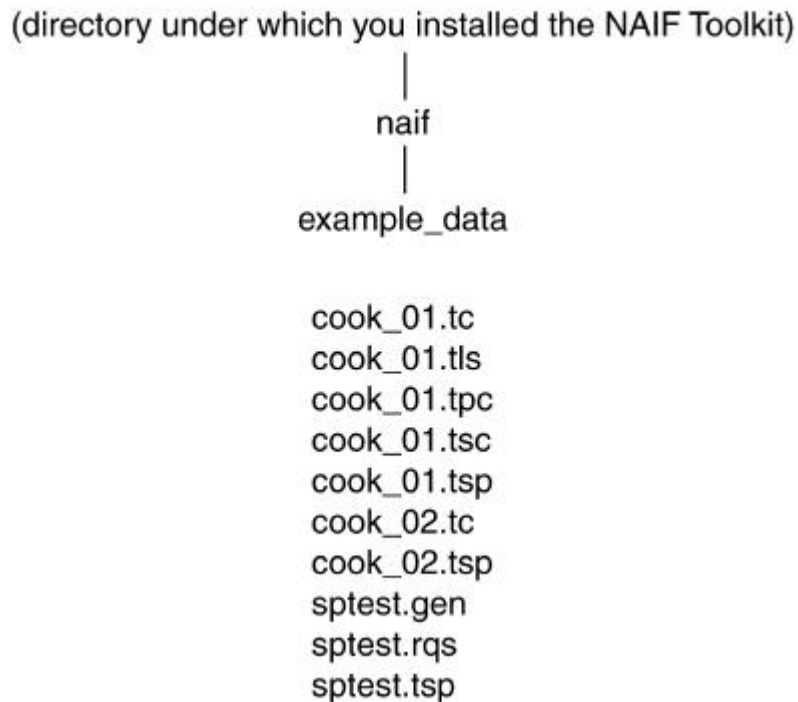 (directory under which you installed the NAIF Toolkit)
naif
example_data
cook_01.tc
cook_01.tls
cook_01.tpc
cook_01.tsc
cook_01.tsp
cook_02.tc
cook_02.tsp
sptest.gen
sptest.rqs
sptest.tsp